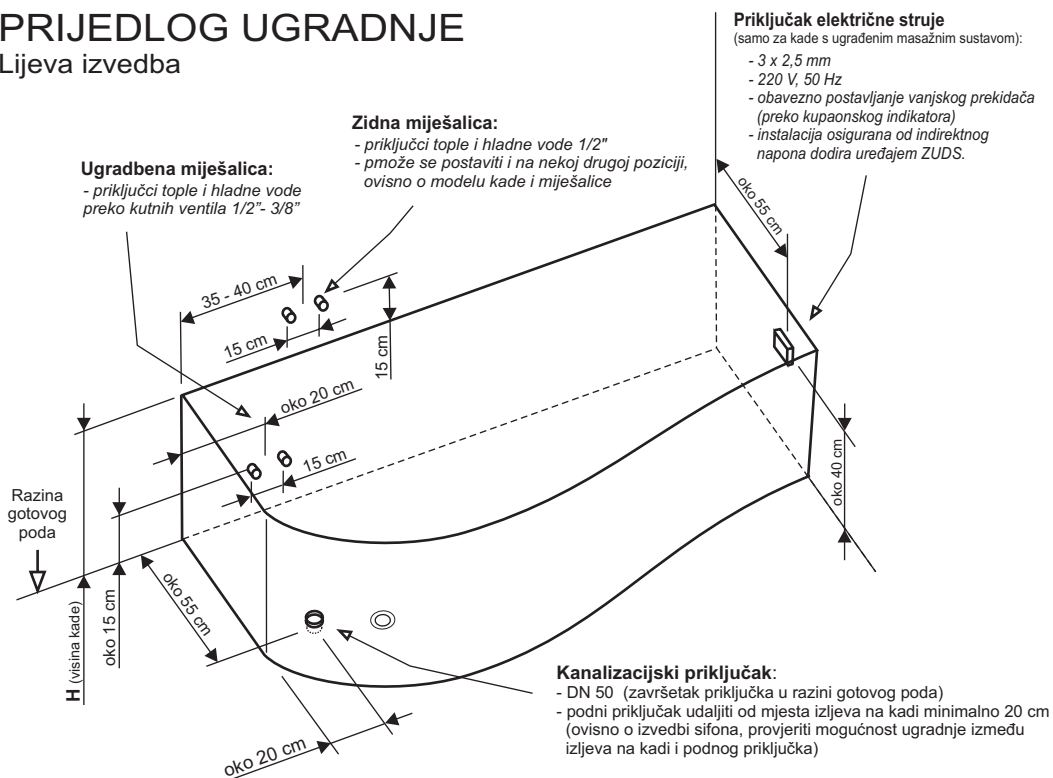 PRIJEDLOG UGRADNJE
Lijeva izvedba
Priključak električne struje
(samo za kade s ugrađenim masažnim sustavom):
- 3 x 2,5 mm
- 220 V, 50 Hz
- obavezno postavljanje vanjskog prekidača
(preko kupaonskog indikatora)
- instalacija osigurana od indirektnog
napona dodira uređajem ZUDS.
Zidna miješalica:
- priključci tople i hladne vode 1/2"
- pmože se postaviti i na nekoj drugoj poziciji,
ovisno o modelu kade i miješalice
Ugradbena miješalica:
- priključci tople i hladne vode
preko kutnih ventila 1/2”- 3/8”
oko 55 cm
35 - 40 cm
15 cm
15 cm
oko 20 cm
15 cm
oko 40 cm
Razina
gotovog
poda
H (visina kade)
oko 15 cm
oko 55 cm
oko 20 cm
Kanalizacijski priključak:
- DN 50 (završetak priključka u razini gotovog poda)
- podni priključak udaljiti od mjesta izljeva na kadi minimalno 20 cm
(ovisno o izvedbi sifona, provjeriti mogućnost ugradnje između
izljeva na kadi i podnog priključka)